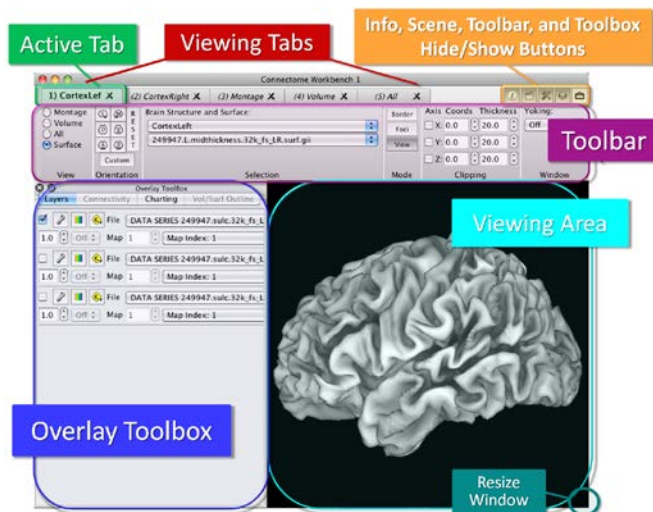 Active Tab
Viewing Tabs
Info, Scene, Toolbar, and Toolbox
Hide/Show Buttons
Connectome Workbench 1
1) CortexLef X (2) CortexRight X (3) Montage X (4) Volume X (5) All X
Montage
Volume
All
Surface
View
R
E
S
E
T
Custom
Orientation
Brain Structure and Surface:
CortexLeft
249947.L.midthickness.32k_fs_LR.surf.gii
Selection
Border
Foci
View
Mode
Axis Coords Thickness
X: 0.0 20.0
Y: 0.0 20.0
Z: 0.0 20.0
Clipping
Yoking:
Off
Window
Toolbar
Overlay ToolBox
Layers Connectivity Charting Vol/Surf Outline
File DATA SERIES 249947.sulc.32k_fs_L
1.0 Off Map 1 Map Index: 1
File DATA SERIES 249947.sulc.32k_fs_L
1.0 Off Map 1 Map Index: 1
File DATA SERIES 249947.sulc.32k_fs_L
1.0 Off Map 1 Map Index: 1
Viewing Area
Overlay Toolbox
Resize
Window